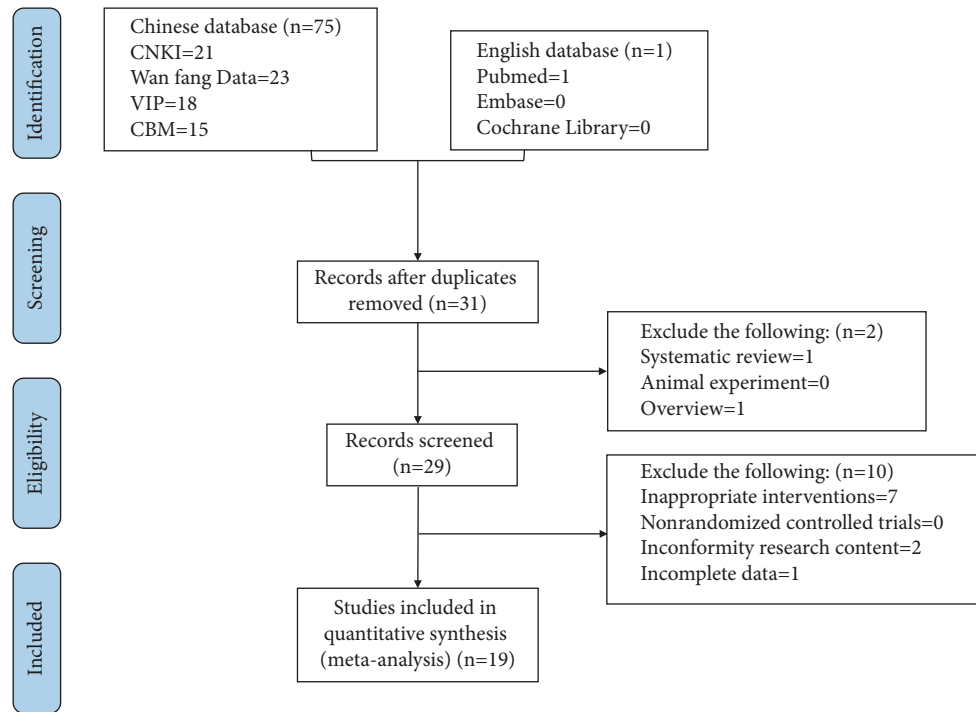 Identification
Chinese database (n=75)
CNKI=21
Wan fang Data=23
VIP=18
CBM=15
English database (n=1)
Pubmed=1
Embase=0
Cochrane Library=0
Screening
Records after duplicates
removed (n=31)
Exclude the following: (n=2)
Systematic review=1
Animal experiment=0
Overview=1
Eligibility
Records screened
(n=29)
Exclude the following: (n=10)
Inappropriate interventions=7
Nonrandomized controlled trials=0
Inconformity research content=2
Incomplete data=1
Included
Studies included in
quantitative synthesis
(meta-analysis) (n=19)